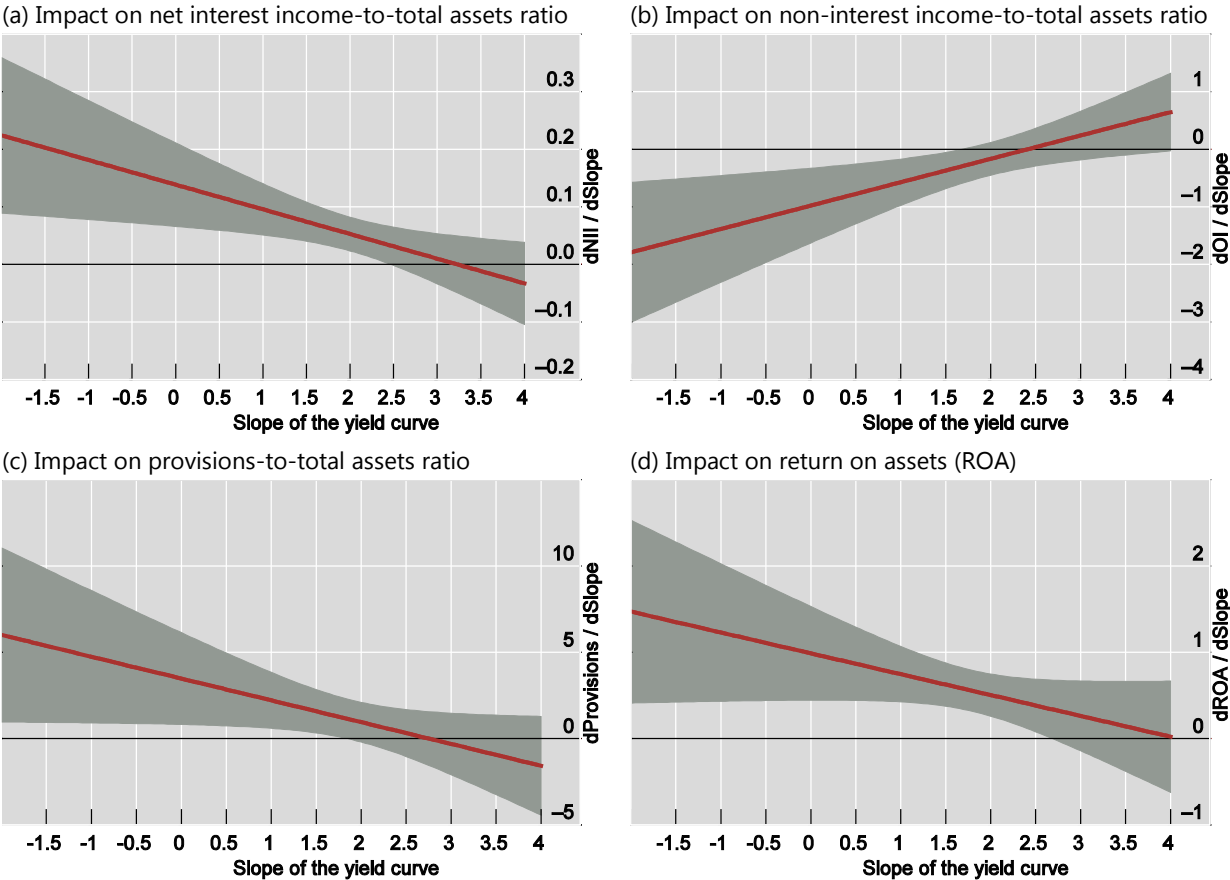 (a) Impact on net interest income-to-total assets ratio
0.3
0.2
0.1
0.0
–0.1
–0.2
dNII / dSlope
-1.5 -1 -0.5 0 0.5 1 1.5 2 2.5 3 3.5 4
Slope of the yield curve
(b) Impact on non-interest income-to-total assets ratio
1
0
–1
–2
–3
–4
dOI / dSlope
-1.5 -1 -0.5 0 0.5 1 1.5 2 2.5 3 3.5 4
Slope of the yield curve
(c) Impact on provisions-to-total assets ratio
10
5
0
–5
dProvisions / dSlope
-1.5 -1 -0.5 0 0.5 1 1.5 2 2.5 3 3.5 4
Slope of the yield curve
(d) Impact on return on assets (ROA)
2
1
0
–1
dROA / dSlope
-1.5 -1 -0.5 0 0.5 1 1.5 2 2.5 3 3.5 4
Slope of the yield curve